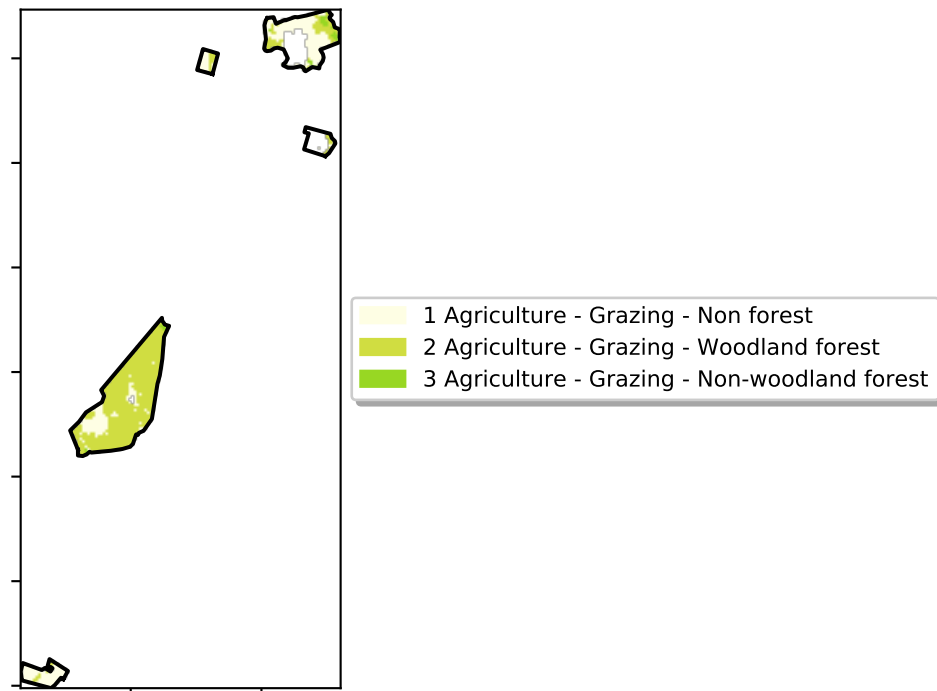 1 Agriculture - Grazing - Non forest
2 Agriculture - Grazing - Woodland forest
3 Agriculture - Grazing - Non-woodland forest